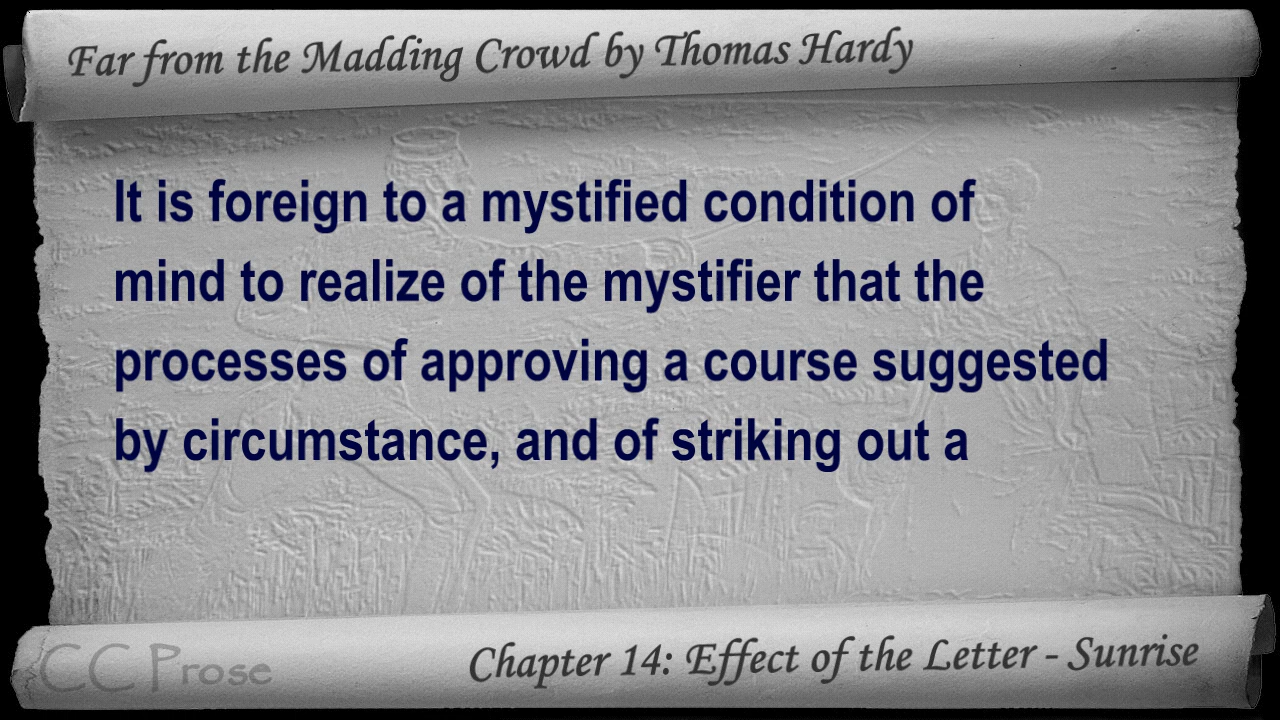 Far from the Madding Crowd by Thomas Hardy
It is foreign to a mystified condition of
mind to realize of the mystifier that the
processes of approving a course suggested
by circumstance, and of striking out a
CC Prose
Chapter 14: Effect of the Letter - Sunrise